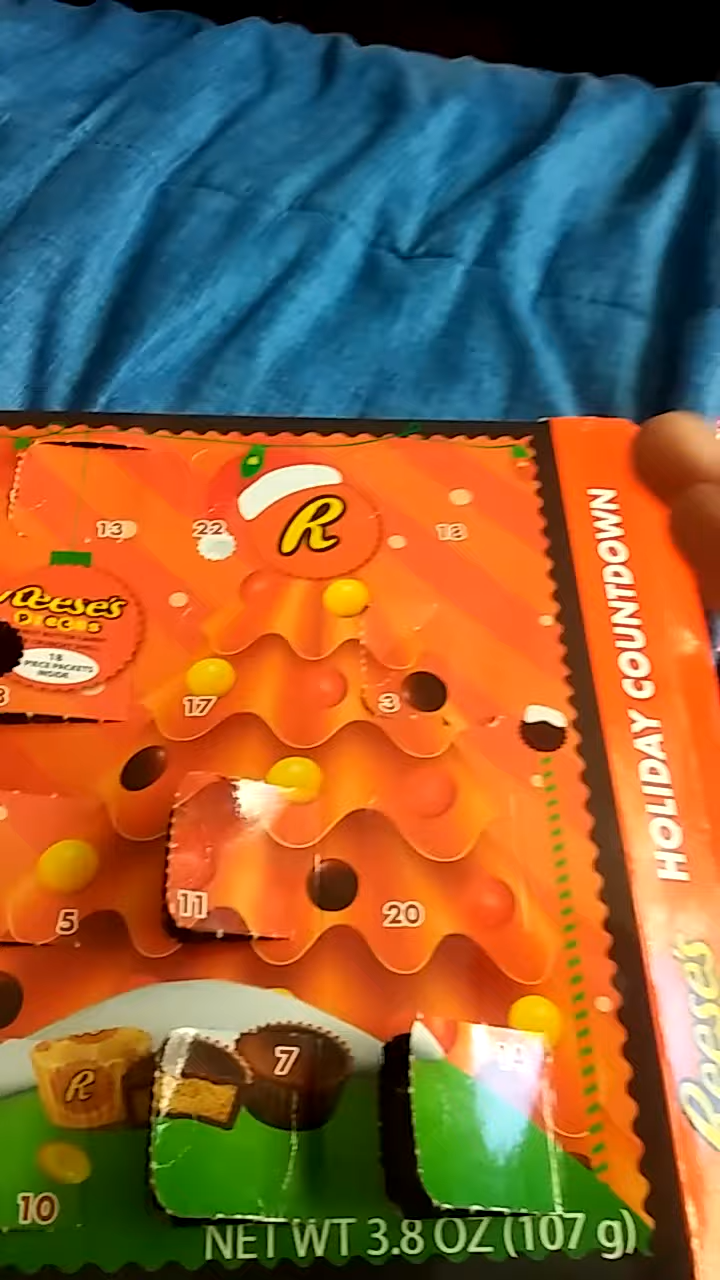 13
22
18
R
Reese's
PIECES
18
PIECE PACKETS
INSIDE
17
3
11
5
20
R
7
10
NET WT 3.8 OZ (107 g)
HOLIDAY COUNTDOWN
Reese's